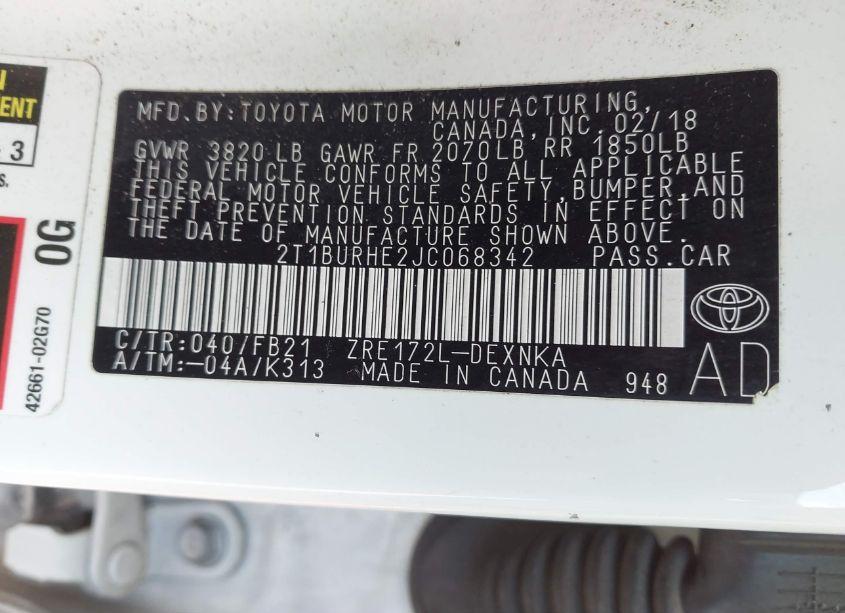 MFD.BY:TOYOTA MOTOR MANUFACTURING,
CANADA, INC. 02/18
GVWR 3820 LB GAWR FR 2070LB RR 1850LB
THIS VEHICLE CONFORMS TO ALL APPLICABLE
FEDERAL MOTOR VEHICLE SAFETY,BUMPER,AND
THEFT PREVENTION STANDARDS IN EFFECT ON
THE DATE OF MANUFACTURE SHOWN ABOVE.
2T1BURHE2JC068342 PASS.CAR
C/TR:040/FB21 ZRE172L-DEXNKA
A/TM:-04A/K313 MADE IN CANADA 948 AD
3
0G
42661-02G70